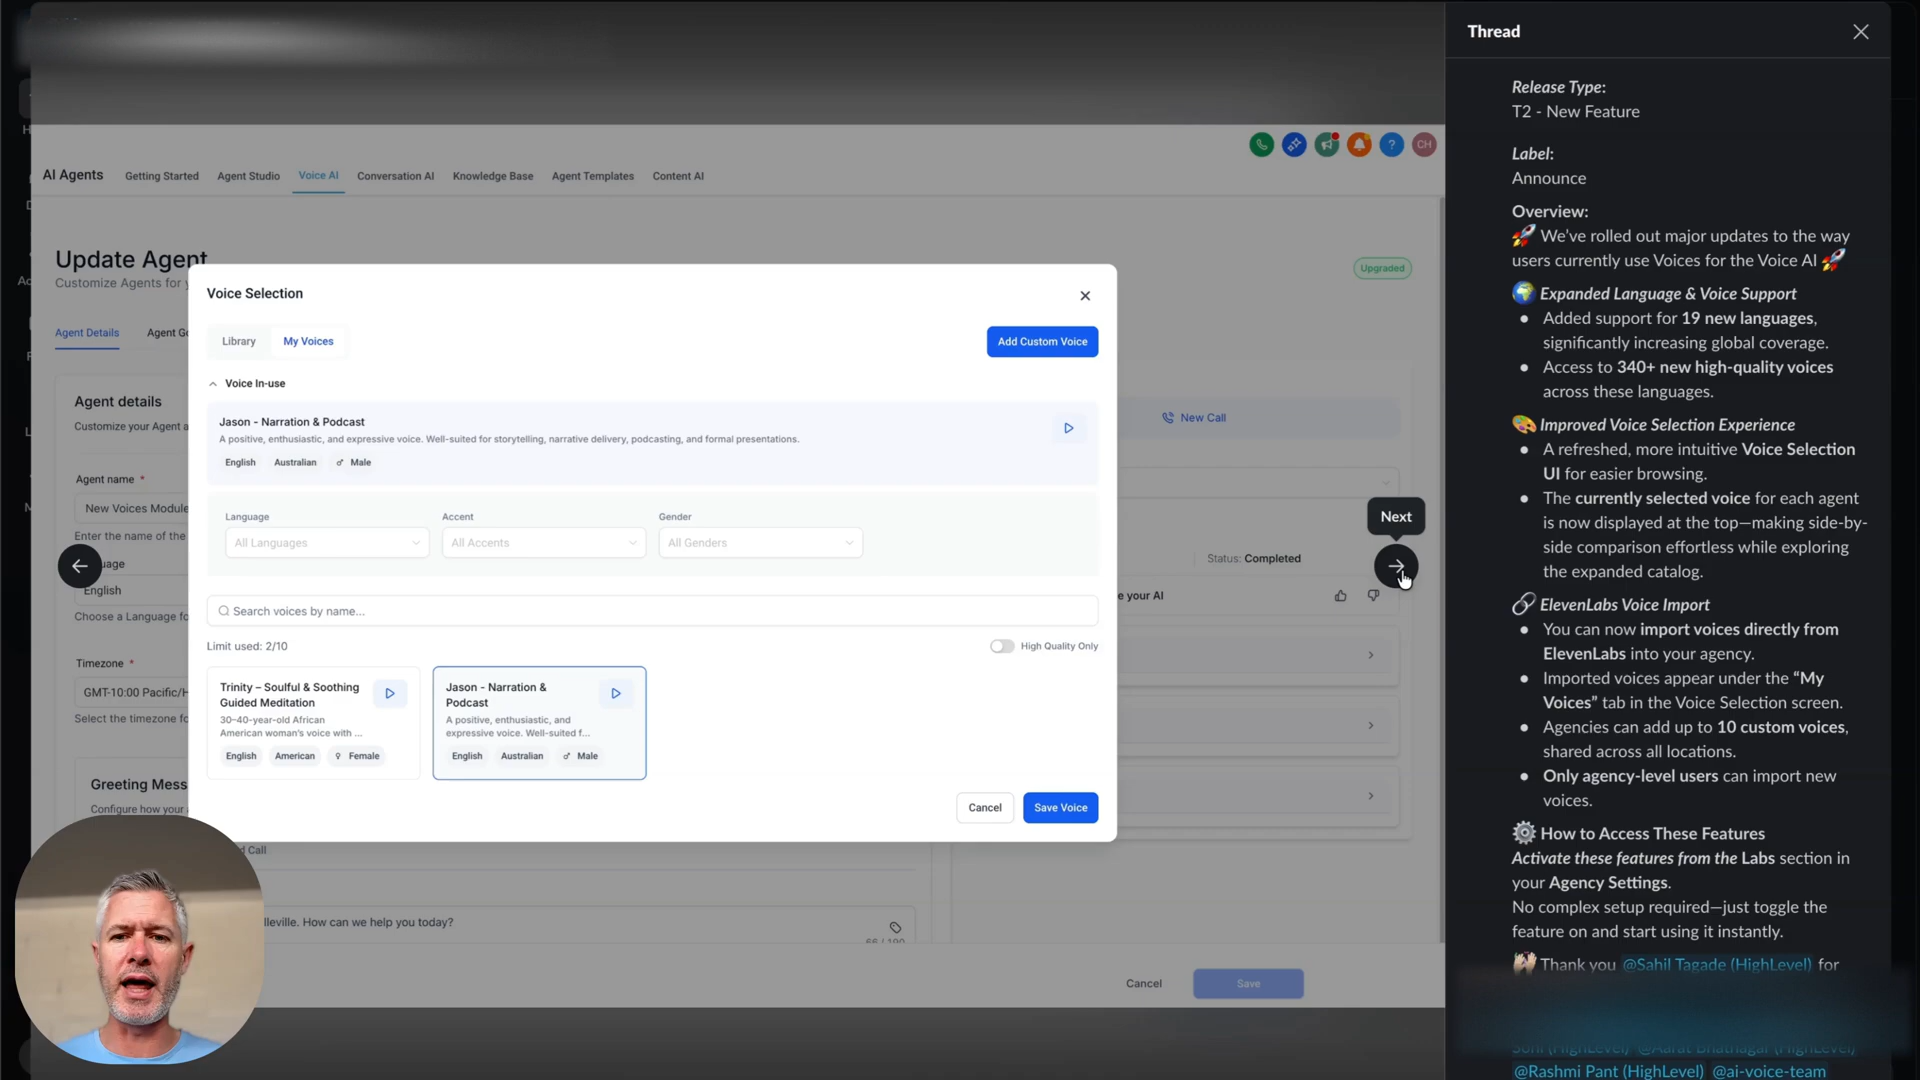 AI Agents
Getting Started
Agent Studio
Voice AI
Conversation AI
Knowledge Base
Agent Templates
Content AI
CH
Update Agent
Customize Agents for
Upgraded
Agent Details
Agent Go
Agent details
Customize your Agent a
Agent name *
New Voices Module
Enter the name of the
English
Choose a Language fo
Timezone *
GMT-10:00 Pacific/H
Select the timezone fo
Greeting Mess
Configure how your
d Call
lleville. How can we help you today?
66 / 190
Cancel
Save
New Call
Status: Completed
e your AI
Next
Voice Selection
Library
My Voices
Add Custom Voice
Voice In-use
Jason - Narration & Podcast
A positive, enthusiastic, and expressive voice. Well-suited for storytelling, narrative delivery, podcasting, and formal presentations.
English
Australian
♂ Male
Language
Accent
Gender
All Languages
All Accents
All Genders
Search voices by name...
Limit used: 2/10
High Quality Only
Trinity – Soulful & Soothing
Guided Meditation
30–40-year-old African
American woman's voice with ...
English
American
♀ Female
Jason - Narration &
Podcast
A positive, enthusiastic, and
expressive voice. Well-suited f...
English
Australian
♂ Male
Cancel
Save Voice
Thread
Release Type:
T2 - New Feature
Label:
Announce
Overview:
🚀 We've rolled out major updates to the way
users currently use Voices for the Voice AI 🚀
🌍 Expanded Language & Voice Support
• Added support for 19 new languages,
significantly increasing global coverage.
• Access to 340+ new high-quality voices
across these languages.
🎨 Improved Voice Selection Experience
• A refreshed, more intuitive Voice Selection
UI for easier browsing.
• The currently selected voice for each agent
is now displayed at the top—making side-by-
side comparison effortless while exploring
the expanded catalog.
🔗 ElevenLabs Voice Import
• You can now import voices directly from
ElevenLabs into your agency.
• Imported voices appear under the “My
Voices” tab in the Voice Selection screen.
• Agencies can add up to 10 custom voices,
shared across all locations.
• Only agency-level users can import new
voices.
⚙️ How to Access These Features
Activate these features from the Labs section in
your Agency Settings.
No complex setup required—just toggle the
feature on and start using it instantly.
🙌🏻 Thank you @Sahil Tagade (HighLevel) for
@Rashmi Pant (HighLevel) @ai-voice-team